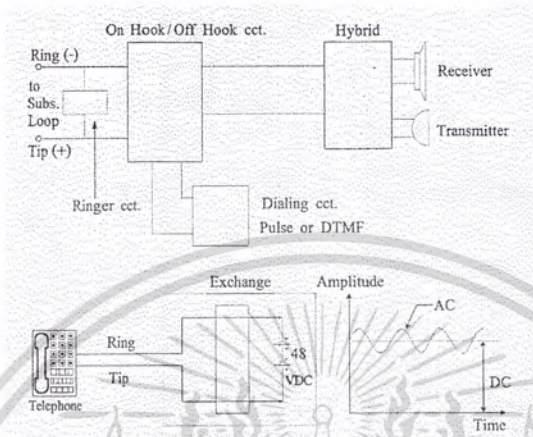 On Hook/Off Hook cct.
Hybrid
Ring (-)
to
Subs.
Loop
Tip (+)
Receiver
Transmitter
Ringer cct.
Dialing cct.
Pulse or DTMF
Exchange
Amplitude
AC
Ring
48
VDC
Tip
DC
Telephone
Time